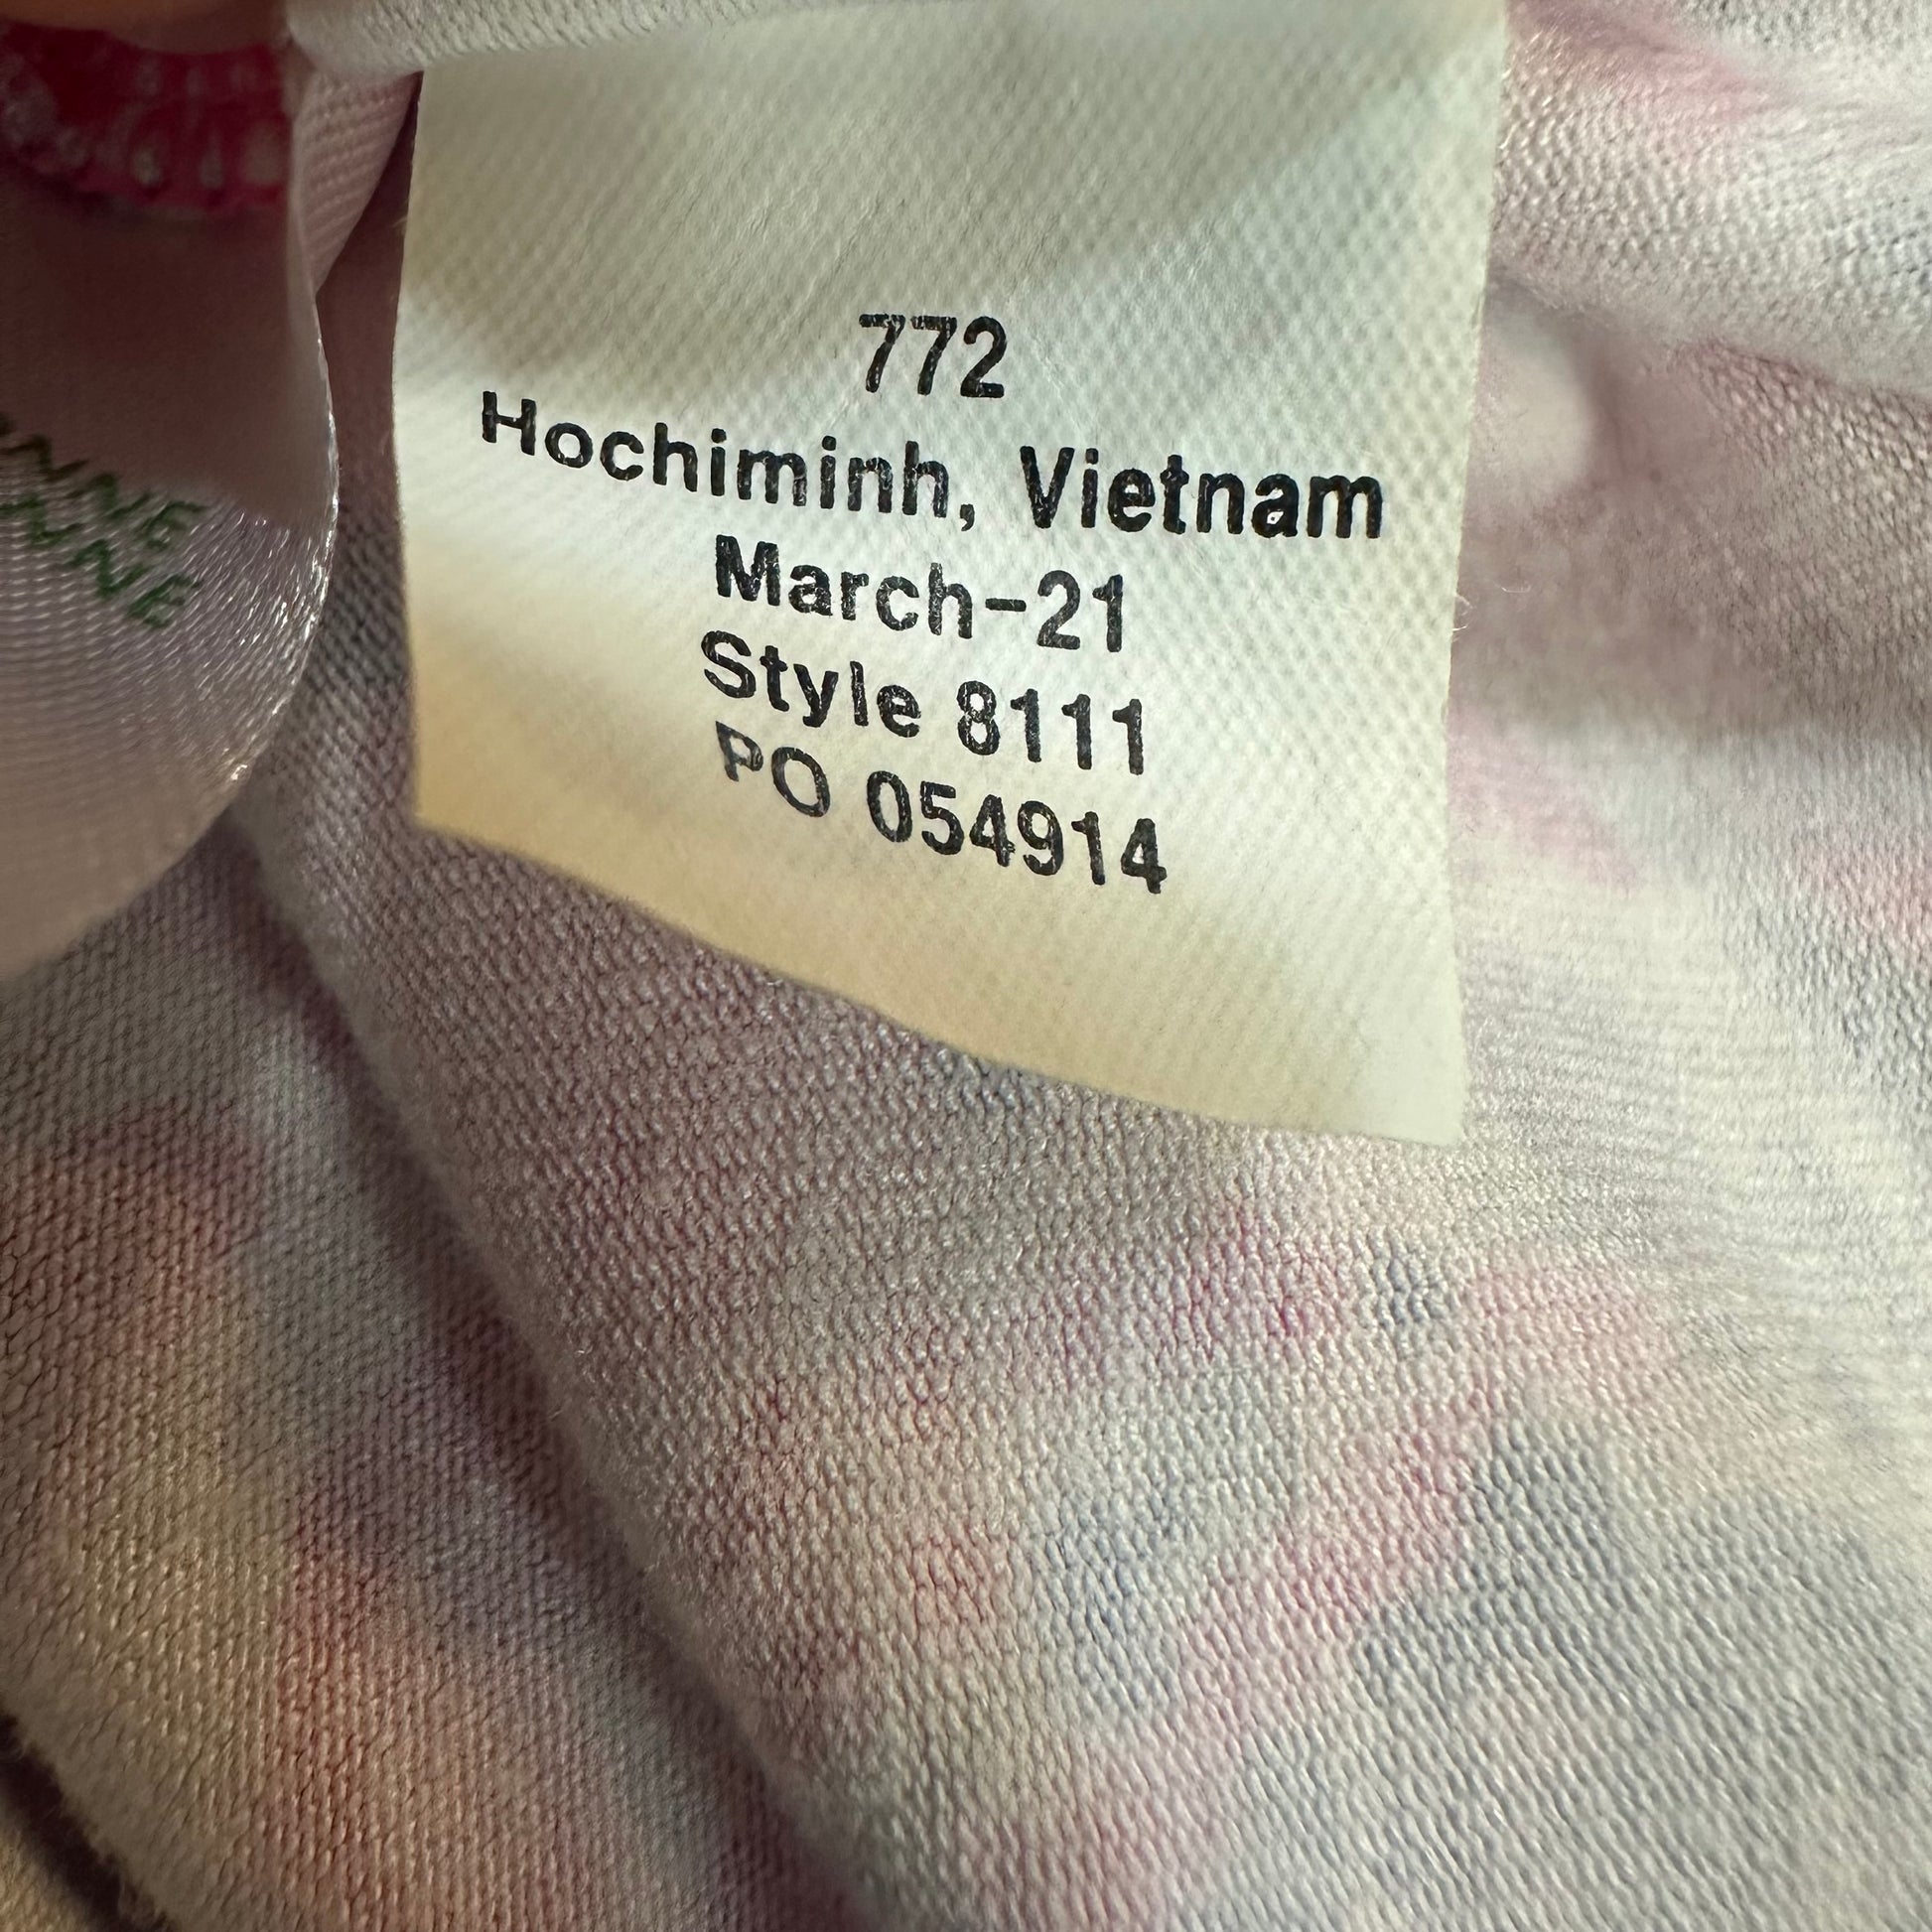 772
Hochiminh, Vietnam
March-21
Style 8111
PO 054914